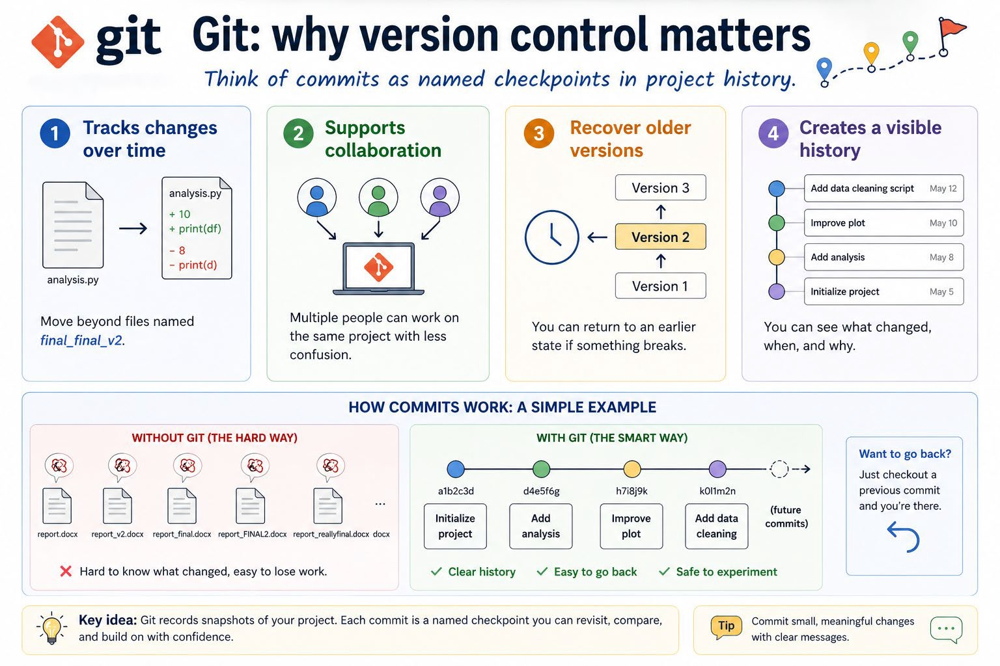 git
Git: why version control matters
Think of commits as named checkpoints in project history.
1
Tracks changes
over time
analysis.py
analysis.py
+ 10
+ print(df)
− 8
− print(d)
Move beyond files named
final_final_v2.
2
Supports
collaboration
Multiple people can work on
the same project with less
confusion.
3
Recover older
versions
Version 3
Version 2
Version 1
You can return to an earlier
state if something breaks.
4
Creates a visible
history
Add data cleaning script May 12
Improve plot May 10
Add analysis May 8
Initialize project May 5
You can see what changed,
when, and why.
HOW COMMITS WORK: A SIMPLE EXAMPLE
WITHOUT GIT (THE HARD WAY)
...
report.docx report_v2.docx report_final.docx report_FINAL2.docx report_reallyfinal.docx docx
Hard to know what changed, easy to lose work.
WITH GIT (THE SMART WAY)
a1b2c3d d4e5f6g h7i8j9k k0l1m2n
Initialize
project
Add
analysis
Improve
plot
Add data
cleaning
(future
commits)
Clear history Easy to go back Safe to experiment
Want to go back?
Just checkout a
previous commit
and you're there.
Key idea: Git records snapshots of your project. Each commit is a named checkpoint you can revisit, compare,
and build on with confidence.
Tip
Commit small, meaningful changes
with clear messages.